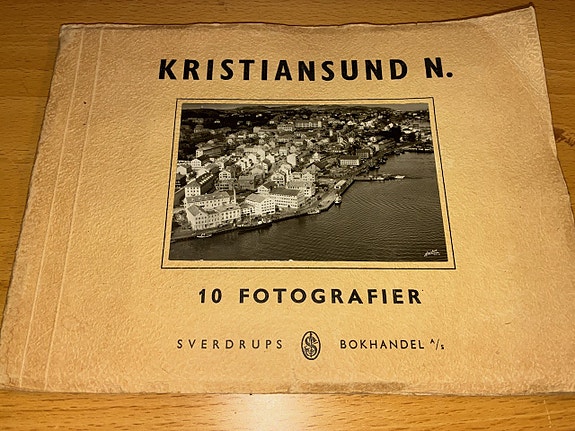 KRISTIANSUND N.
10 FOTOGRAFIER
SVERDRUPS BOKHANDEL A/s